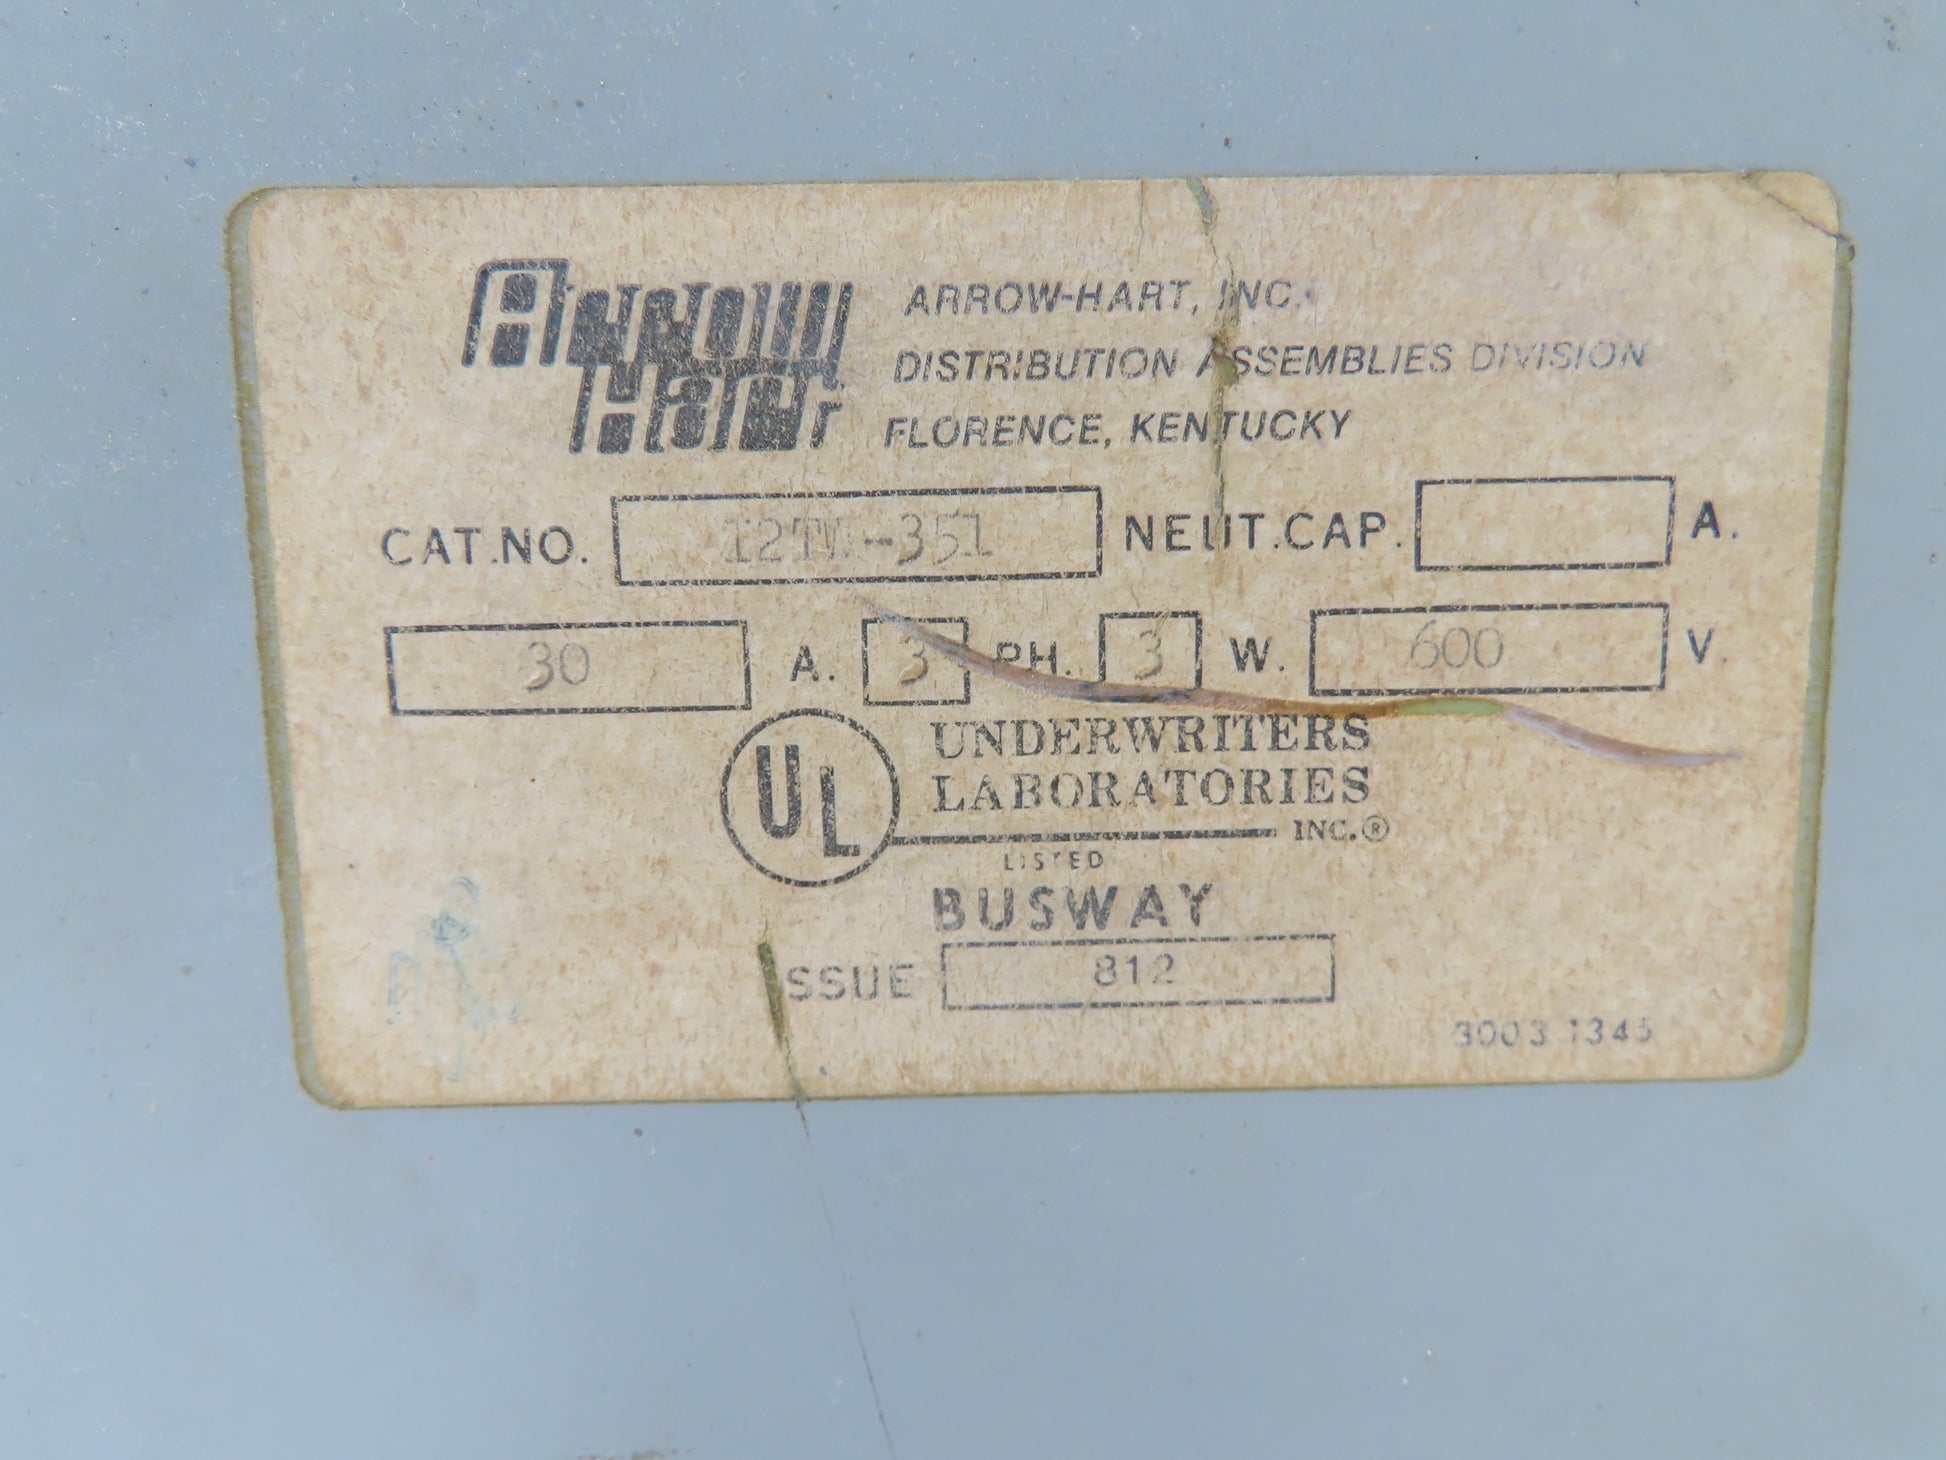 Arrow Hart
ARROW-HART, INC.
DISTRIBUTION ASSEMBLIES DIVISION
FLORENCE, KENTUCKY
CAT.NO. NEUT.CAP. A.
30 A. 3 PH. 3 W. 600 V.
UL UNDERWRITERS
LABORATORIES
INC.®
LISTED
BUSWAY
ISSUE 812
3003 1345